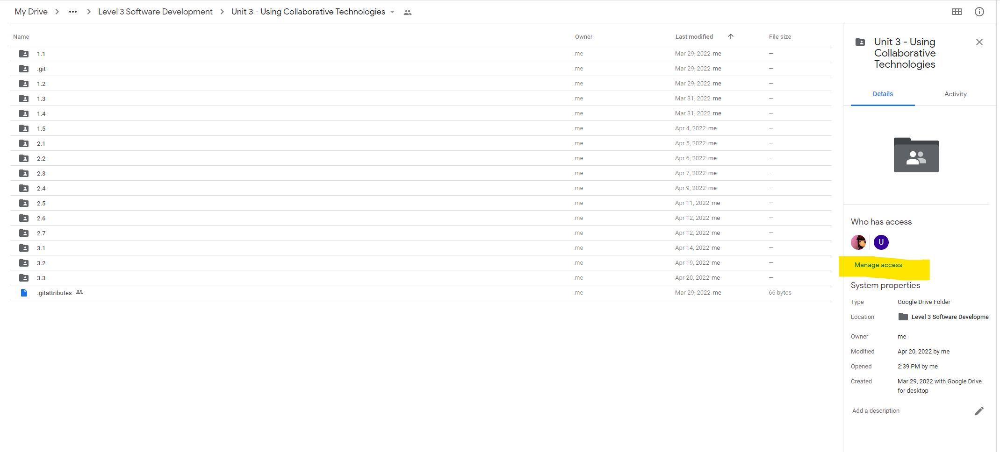 My Drive > ... > Level 3 Software Development > Unit 3 - Using Collaborative Technologies
Name Owner Last modified File size
1.1 me Mar 29, 2022 me —
.git me Mar 29, 2022 me —
1.2 me Mar 29, 2022 me —
1.3 me Mar 31, 2022 me —
1.4 me Mar 31, 2022 me —
1.5 me Apr 4, 2022 me —
2.1 me Apr 5, 2022 me —
2.2 me Apr 6, 2022 me —
2.3 me Apr 7, 2022 me —
2.4 me Apr 9, 2022 me —
2.5 me Apr 11, 2022 me —
2.6 me Apr 12, 2022 me —
2.7 me Apr 12, 2022 me —
3.1 me Apr 14, 2022 me —
3.2 me Apr 19, 2022 me —
3.3 me Apr 20, 2022 me —
.gitattributes me Mar 29, 2022 me 66 bytes
Unit 3 - Using
Collaborative
Technologies
Details Activity
Who has access
U
Manage access
System properties
Type Google Drive Folder
Location Level 3 Software Developme
Owner me
Modified Apr 20, 2022 by me
Opened 2:39 PM by me
Created Mar 29, 2022 with Google Drive
for desktop
Add a description